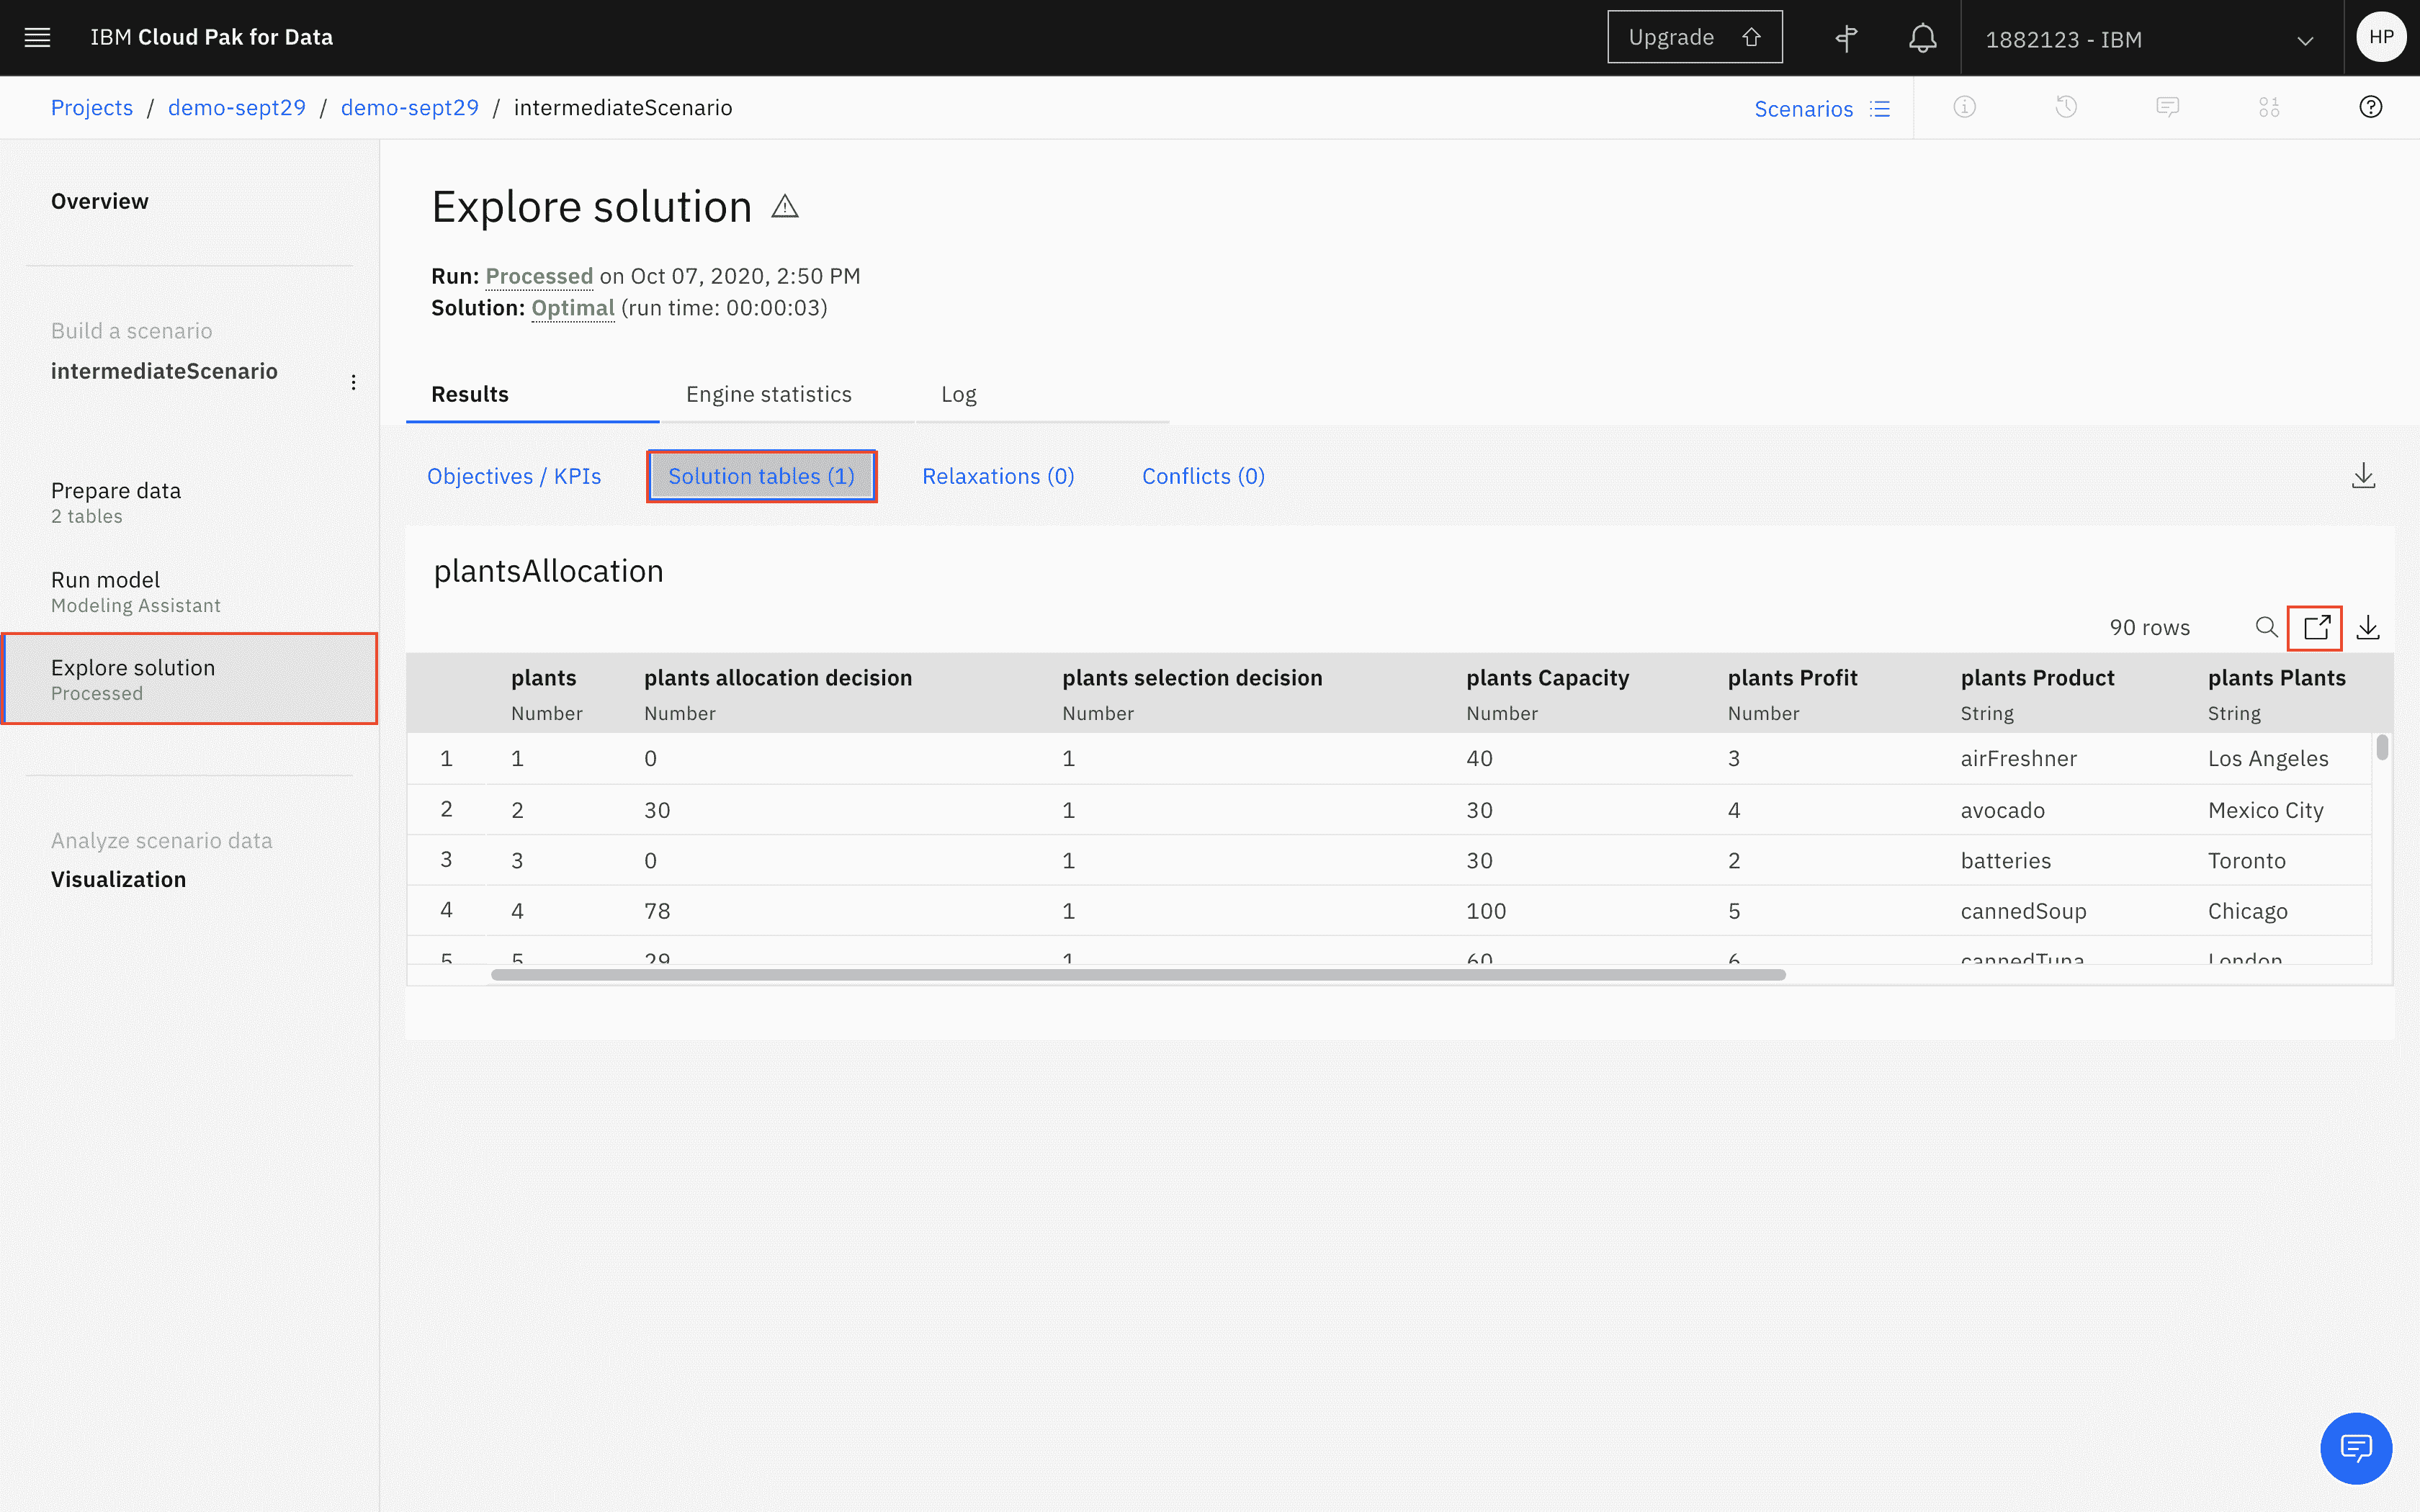 IBM Cloud Pak for Data
Upgrade
1882123 - IBM
HP
Projects / demo-sept29 / demo-sept29 / intermediateScenario
Scenarios
Overview
Build a scenario
intermediateScenario
Prepare data
2 tables
Run model
Modeling Assistant
Explore solution
Processed
Analyze scenario data
Visualization
Explore solution
Run: Processed on Oct 07, 2020, 2:50 PM
Solution: Optimal (run time: 00:00:03)
Results Engine statistics Log
Objectives / KPIs Solution tables (1) Relaxations (0) Conflicts (0)
plantsAllocation
90 rows
plants plants allocation decision plants selection decision plants Capacity plants Profit plants Product plants Plants
Number Number Number Number Number String String
1 1 0 1 40 3 airFreshner Los Angeles
2 2 30 1 30 4 avocado Mexico City
3 3 0 1 30 2 batteries Toronto
4 4 78 1 100 5 cannedSoup Chicago
5 5 29 1 60 6 cannedTuna London